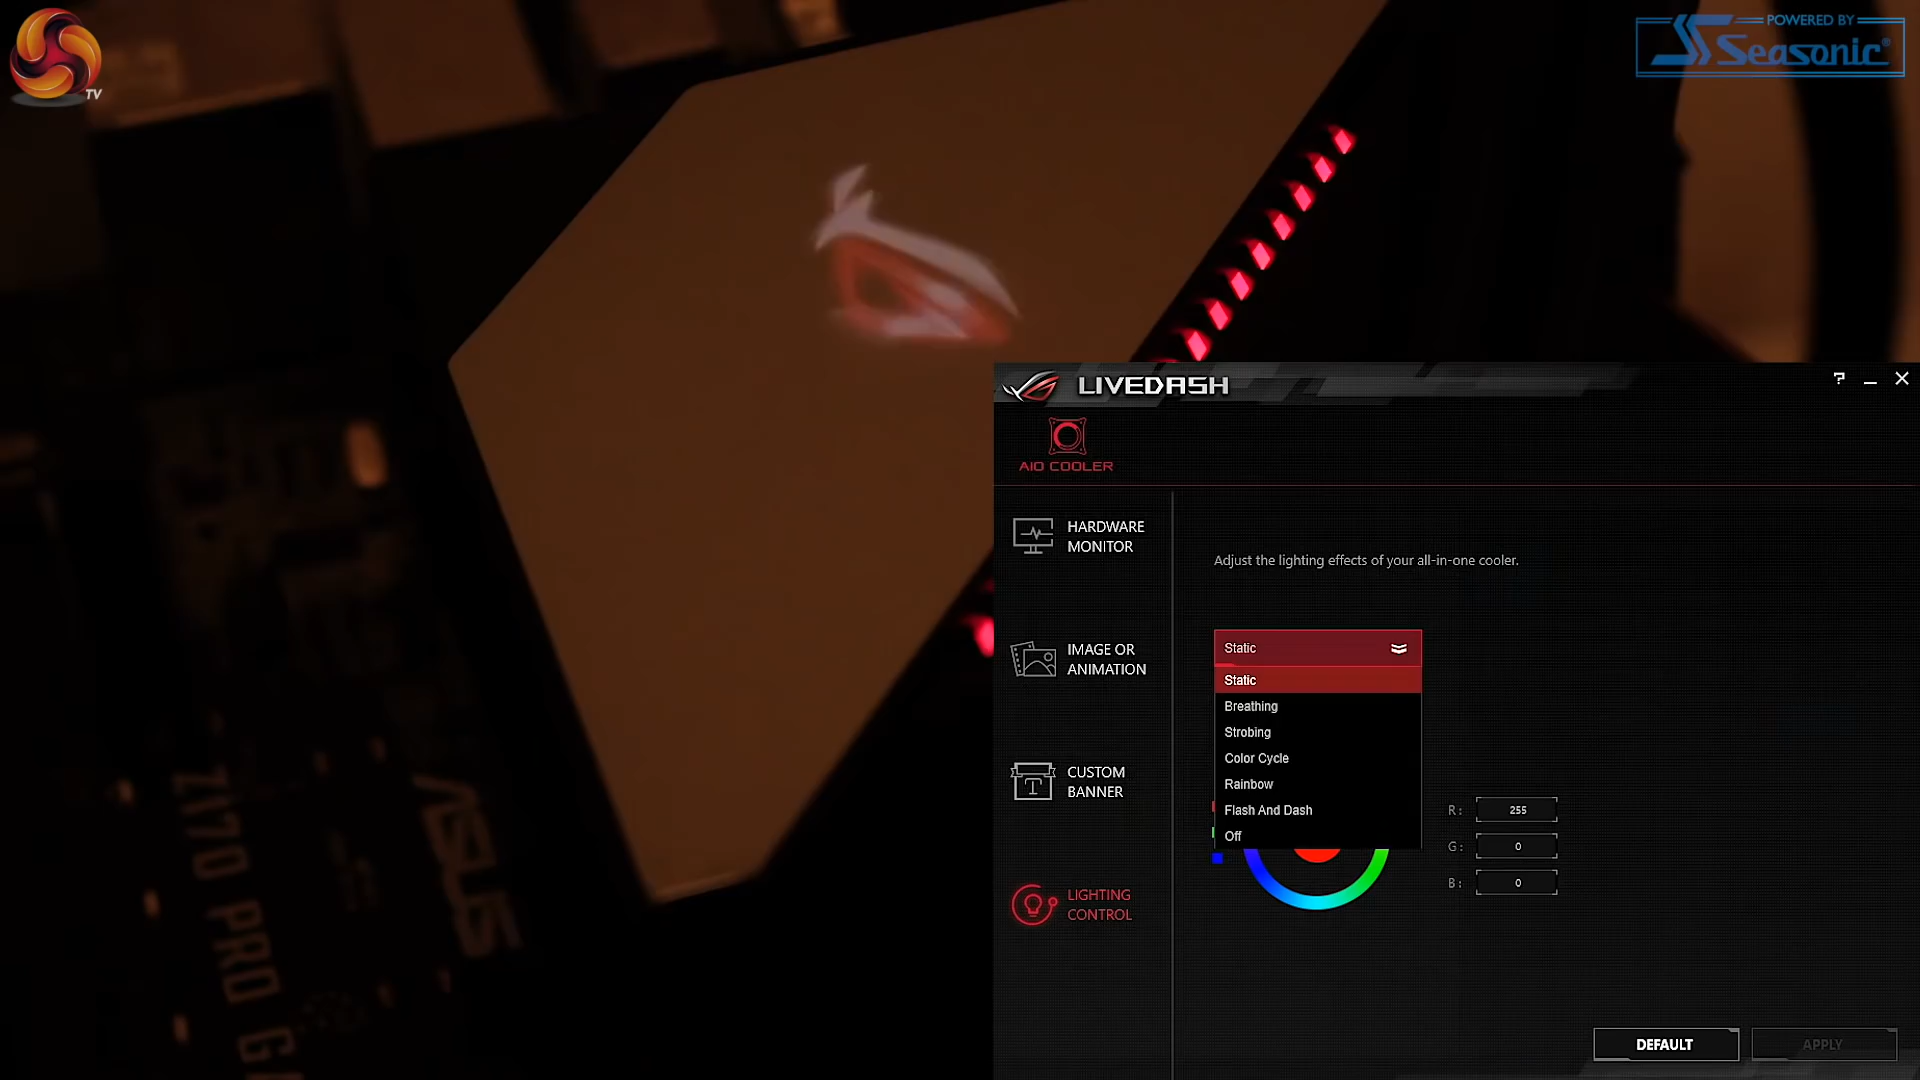 TV
POWERED BY
Seasonic®
LIVEDASH
?
AIO COOLER
HARDWARE
MONITOR
Adjust the lighting effects of your all-in-one cooler.
IMAGE OR
ANIMATION
Static
Static
Breathing
Strobing
Color Cycle
Rainbow
Flash And Dash
Off
CUSTOM
BANNER
R: 255
G: 0
B: 0
LIGHTING
CONTROL
DEFAULT
APPLY
ASUS
Z170 PRO G